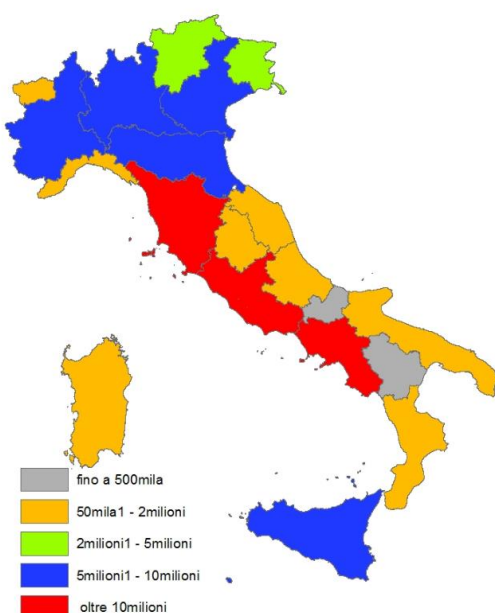 fino a 500mila
50mila1 - 2milioni
2milioni1 - 5milioni
5milioni1 - 10milioni
oltre 10milioni